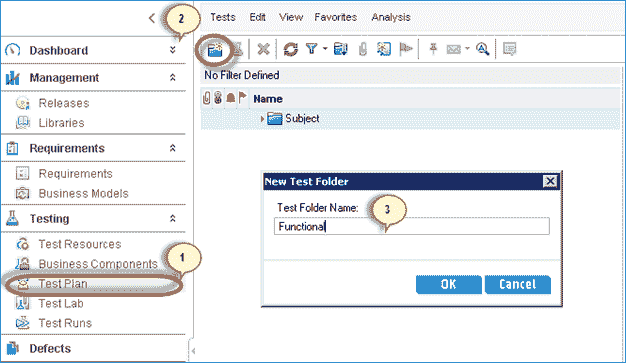 2
Tests Edit View Favorites Analysis
Dashboard
Management
Releases
Libraries
Requirements
Requirements
Business Models
Testing
Test Resources
Business Components
1
Test Plan
Test Lab
Test Runs
Defects
No Filter Defined
Name
Subject
New Test Folder
Test Folder Name:
3
Functional
OK Cancel